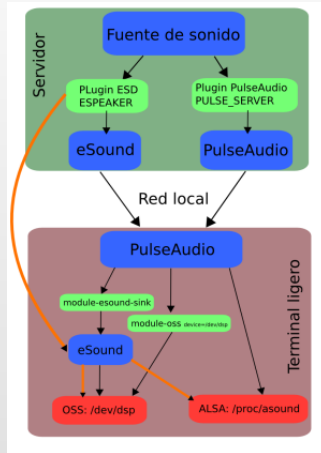 Servidor
Fuente de sonido
PLugin ESD
ESPEAKER
Plugin PulseAudio
PULSE_SERVER
eSound
PulseAudio
Red local
Terminal ligero
PulseAudio
module-esound-sink
module-oss device=/dev/dsp
eSound
OSS: /dev/dsp
ALSA: /proc/asound